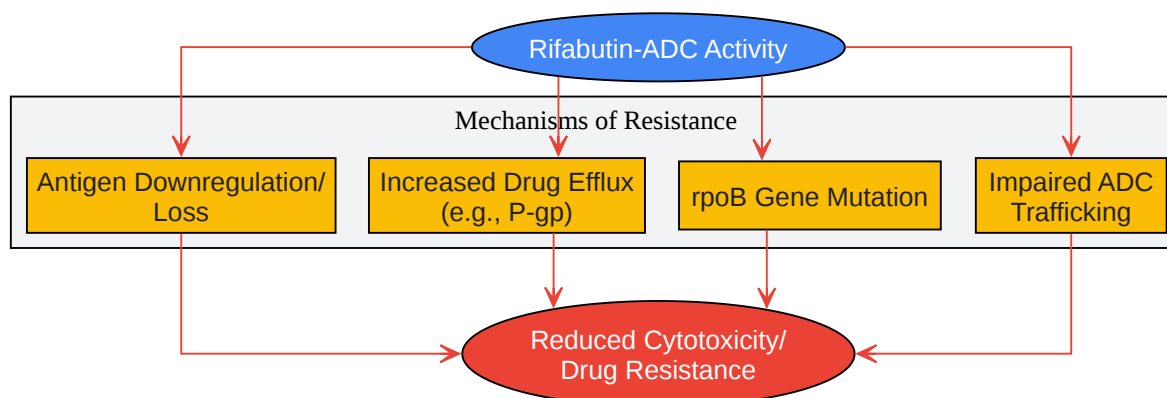 Rifabutin-ADC Activity
Mechanisms of Resistance
Antigen Downregulation/
Loss
Increased Drug Efflux
(e.g., P-gp)
rpoB Gene Mutation
Impaired ADC
Trafficking
Reduced Cytotoxicity/
Drug Resistance